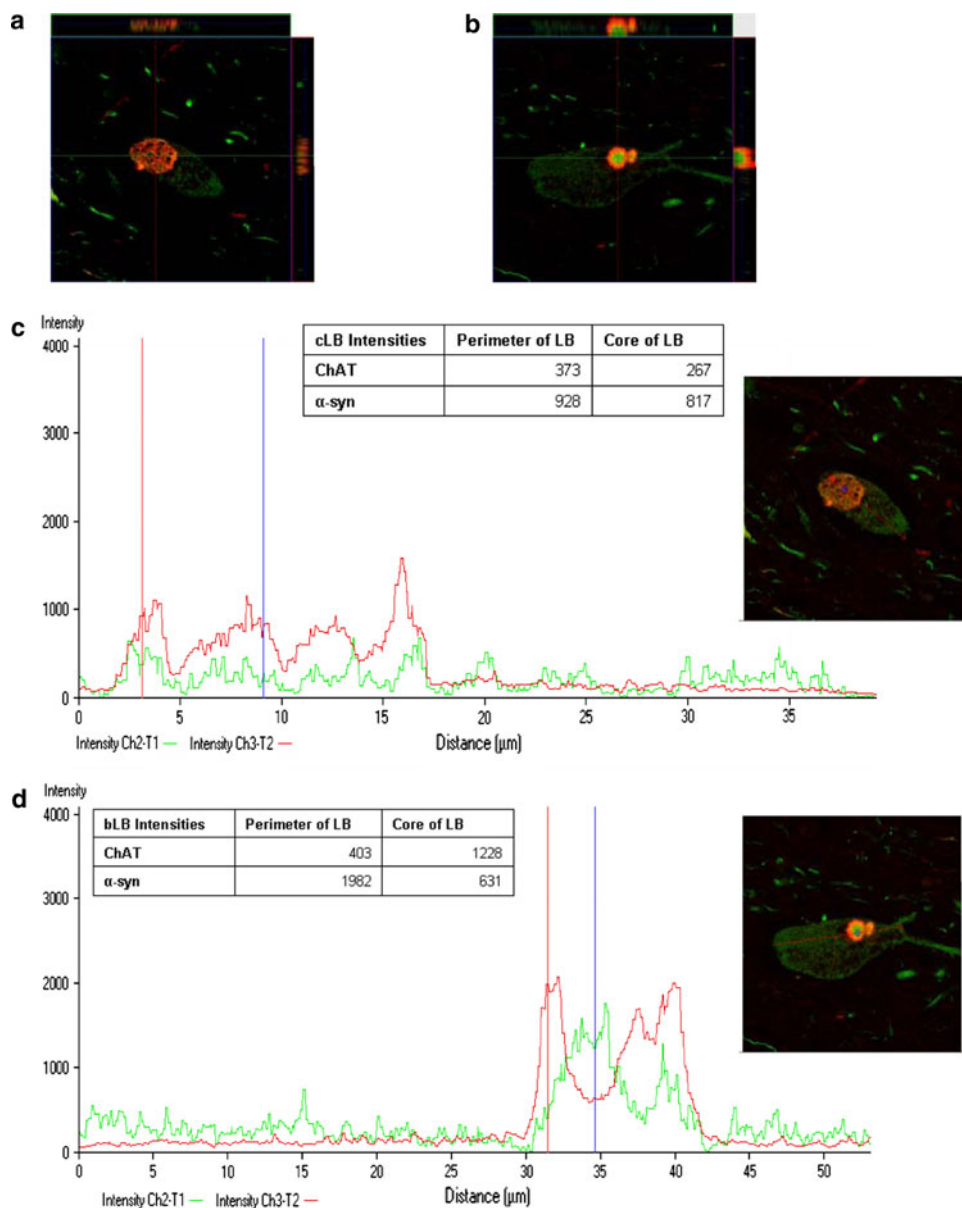 a
b
c
Intensity
4000
3000
2000
1000
0
cLB Intensities Perimeter of LB Core of LB
ChAT 373 267
α-syn 928 817
0 5 10 15 20 25 30 35
Intensity Ch2-T1 Intensity Ch3-T2 Distance (µm)
d
Intensity
4000
3000
2000
1000
0
bLB Intensities Perimeter of LB Core of LB
ChAT 403 1228
α-syn 1982 631
0 5 10 15 20 25 30 35 40 45 50
Intensity Ch2-T1 Intensity Ch3-T2 Distance (µm)